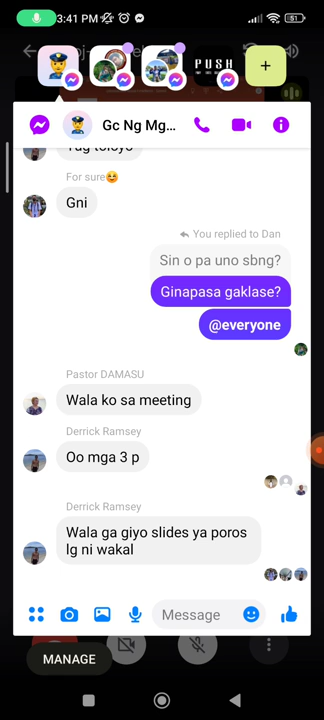 3:41 PM
51
PUSH
Gc Ng Mg...
Tag toloyo
For sure😊
Gni
You replied to Dan
Sin o pa uno sbng?
Ginapasa gaklase?
@everyone
Pastor DAMASU
Wala ko sa meeting
Derrick Ramsey
Oo mga 3 p
Derrick Ramsey
Wala ga giyo slides ya poros
lg ni wakal
Message
MANAGE